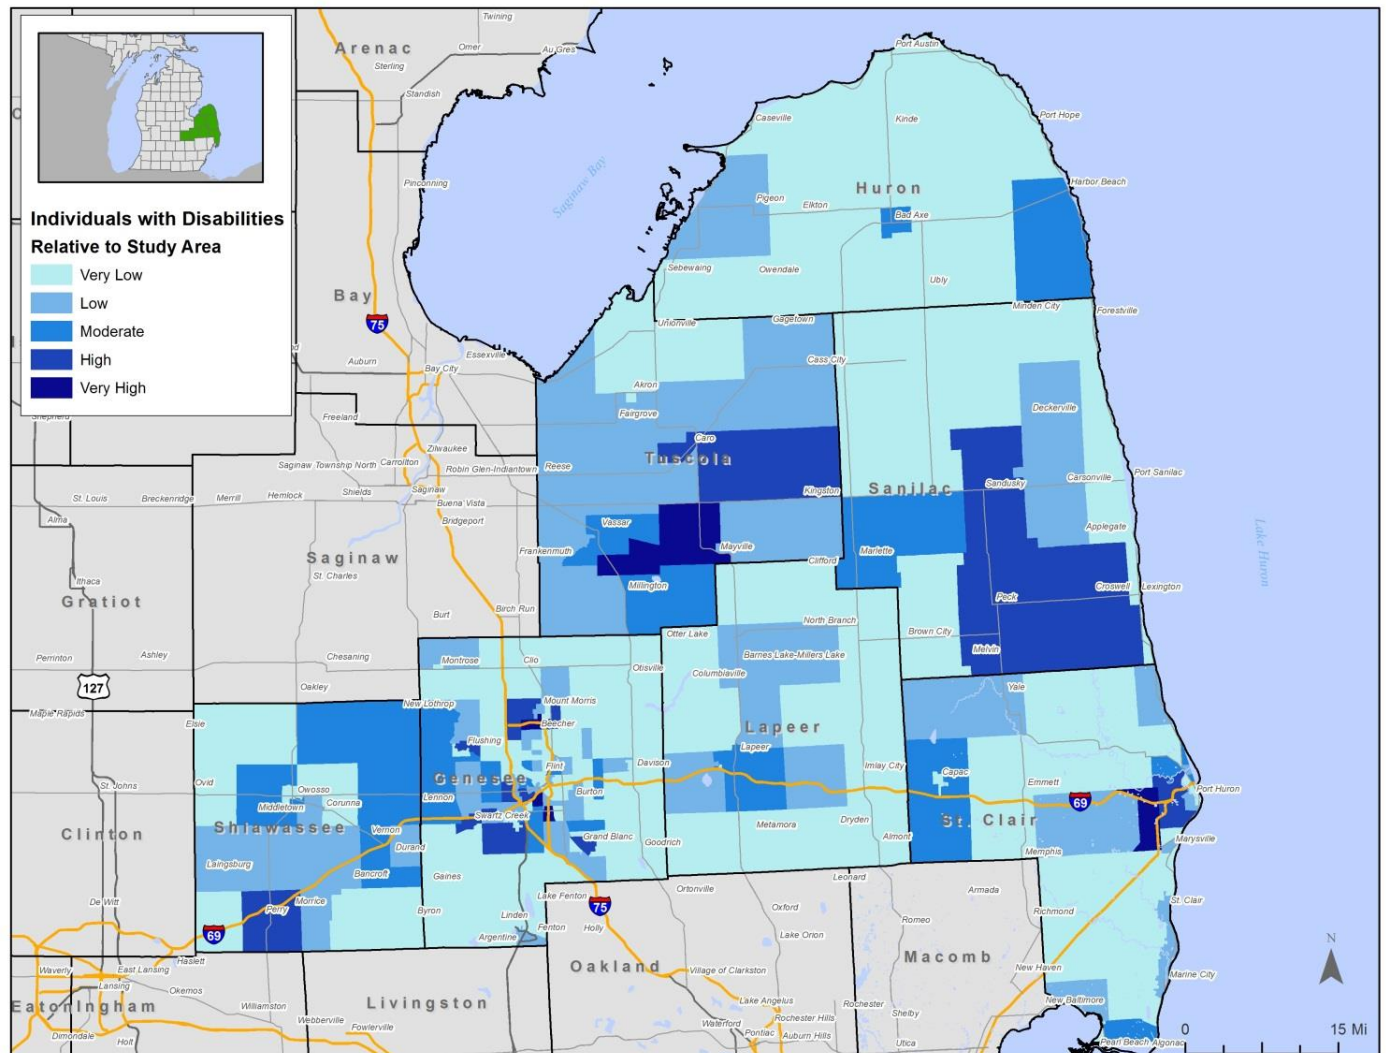 Twining
Arenac
Omer
Au Gres
Sterling
Standish
Pinconning
Saginaw Bay
Port Austin
Caseville
Kinde
Port Hope
Huron
Harbor Beach
Pigeon
Elkton
Bad Axe
Individuals with Disabilities
Relative to Study Area
Very Low
Low
Moderate
High
Very High
Sebewaing
Owendale
Ubly
Bay
75
Minden City
Forestville
Unionville
Gagetown
Auburn
Essexville
Bay City
Cass City
Akron
Fairgrove
Deckerville
Shepherd
Freeland
Zilwaukee
Caro
Tuscola
Saginaw Township North
Carrollton
Robin Glen-Indiantown
Reese
Port Sanilac
Carsonville
Sandusky
Sanilac
Kingston
St. Louis
Breckenridge
Merrill
Hemlock
Shields
Saginaw
Buena Vista
Bridgeport
Alma
Vassar
Applegate
Lake Huron
Saginaw
Frankenmuth
Mayville
Marlette
Clifford
St. Charles
Ithaca
Gratiot
Millington
Croswell
Lexington
Peck
Burt
Birch Run
North Branch
Otter Lake
Brown City
Melvin
Perrinton
Ashley
Chesaning
Montrose
Clio
Otisville
Barnes Lake-Millers Lake
Columbiaville
127
Oakley
Yale
Maple Rapids
Elsie
New Lothrop
Mount Morris
Beecher
Lapeer
Flushing
Lapeer
Genesee
Flint
Davison
Imlay City
Capac
Emmett
Port Huron
St. Johns
Ovid
Owosso
Middletown
Corunna
Lennon
Burton
69
Clinton
Shiawassee
Vernon
Swartz Creek
Grand Blanc
Goodrich
Metamora
Dryden
Almont
St. Clair
Marysville
Durand
Memphis
Laingsburg
Bancroft
Gaines
De Witt
Morrice
Perry
Byron
Lake Fenton
Linden
Fenton
Argentine
75
Holly
Ortonville
Leonard
Armada
Oxford
Romeo
Richmond
St. Clair
69
Lake Orion
Haslett
Waverly
East Lansing
Lansing
Okemos
Oakland
Village of Clarkston
Macomb
New Haven
Marine City
N
Eaton
Ingham
Williamston
Livingston
Webberville
Fowlerville
Lake Angelus
Rochester Hills
Rochester
Shelby
New Baltimore
Dimondale
Holt
Waterford
Pontiac
Auburn Hills
Utica
Pearl Beach
Algonac
0
15 Mi